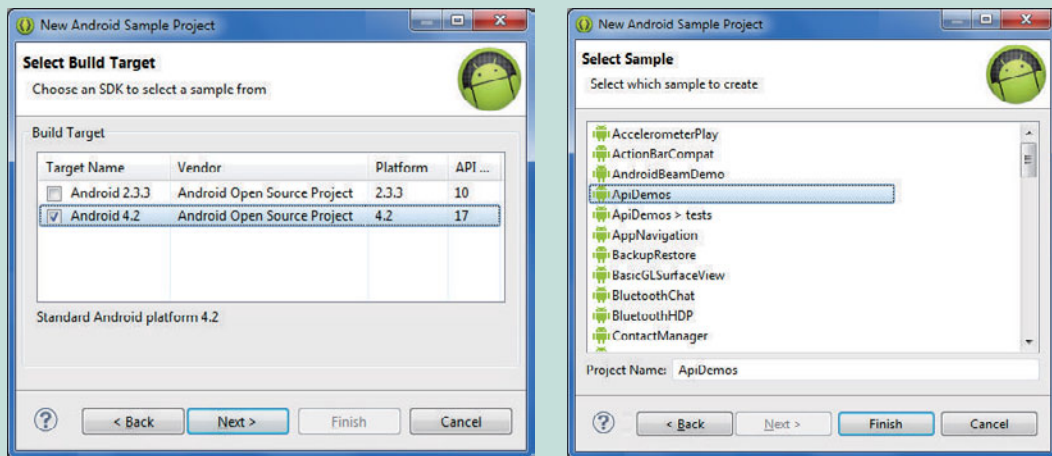 New Android Sample Project
Select Build Target
Choose an SDK to select a sample from
Build Target
Target Name Vendor Platform API ...
Android 2.3.3 Android Open Source Project 2.3.3 10
Android 4.2 Android Open Source Project 4.2 17
Standard Android platform 4.2
? < Back Next > Finish Cancel
New Android Sample Project
Select Sample
Select which sample to create
AccelerometerPlay
ActionBarCompat
AndroidBeamDemo
ApiDemos
ApiDemos > tests
AppNavigation
BackupRestore
BasicGLSurfaceView
BluetoothChat
BluetoothHDP
ContactManager
Project Name: ApiDemos
? < Back Next > Finish Cancel